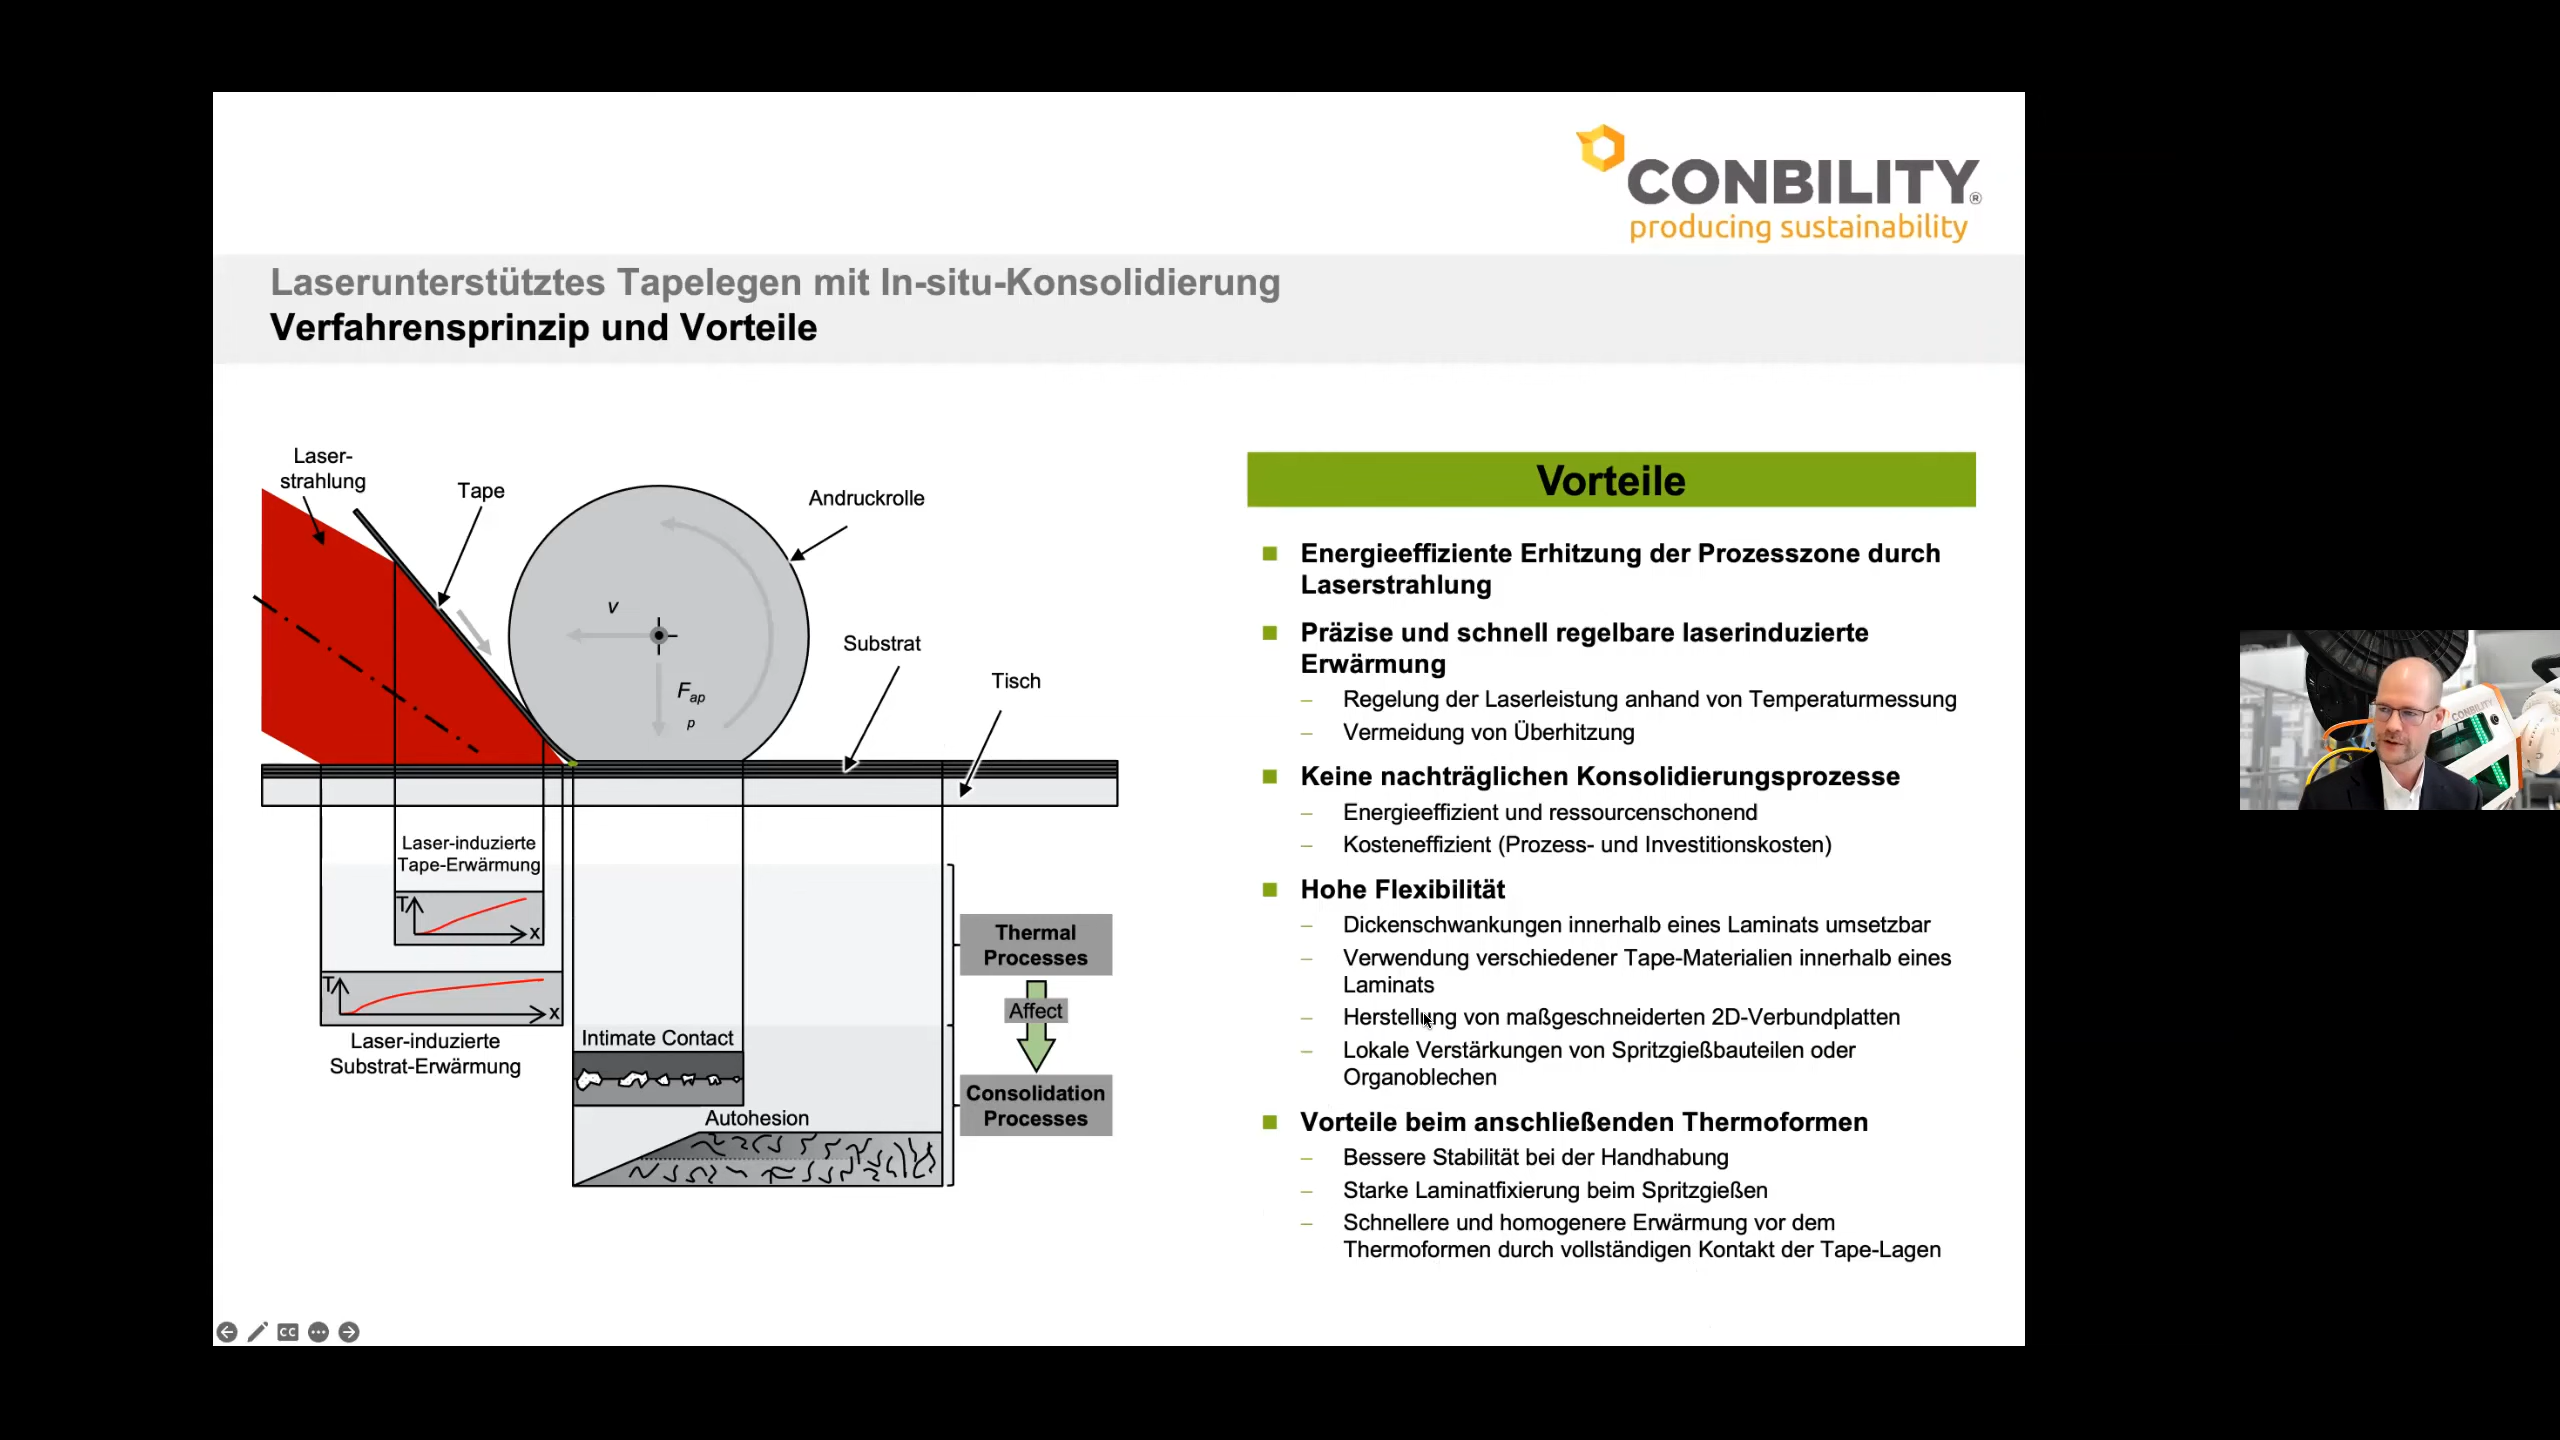 CONBILITY®
producing sustainability
Laserunterstütztes Tapelegen mit In-situ-Konsolidierung
Verfahrensprinzip und Vorteile
Laser-
strahlung
Tape
Andruckrolle
v
F
ap
p
Substrat
Tisch
Laser-induzierte
Tape-Erwärmung
T
x
T
x
Laser-induzierte
Substrat-Erwärmung
Intimate Contact
Autohesion
Thermal
Processes
Affect
Consolidation
Processes
Vorteile
Energieeffiziente Erhitzung der Prozesszone durch
Laserstrahlung
Präzise und schnell regelbare laserinduzierte
Erwärmung
– Regelung der Laserleistung anhand von Temperaturmessung
– Vermeidung von Überhitzung
Keine nachträglichen Konsolidierungsprozesse
– Energieeffizient und ressourcenschonend
– Kosteneffizient (Prozess- und Investitionskosten)
Hohe Flexibilität
– Dickenschwankungen innerhalb eines Laminats umsetzbar
– Verwendung verschiedener Tape-Materialien innerhalb eines
Laminats
– Herstellung von maßgeschneiderten 2D-Verbundplatten
– Lokale Verstärkungen von Spritzgießbauteilen oder
Organoblechen
Vorteile beim anschließenden Thermoformen
– Bessere Stabilität bei der Handhabung
– Starke Laminatfixierung beim Spritzgießen
– Schnellere und homogenere Erwärmung vor dem
Thermoformen durch vollständigen Kontakt der Tape-Lagen
CC
CONBILITY